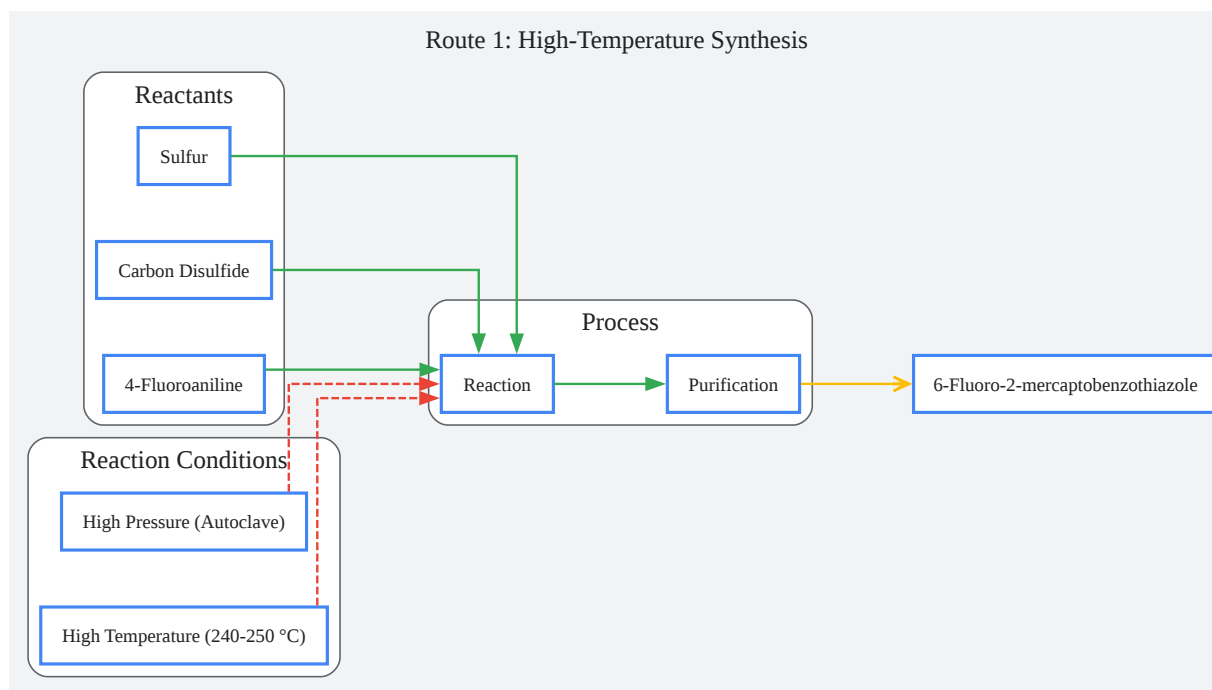 Route 1: High-Temperature Synthesis
Reactants
Sulfur
Carbon Disulfide
4-Fluoroaniline
Process
Reaction
Purification
6-Fluoro-2-mercaptobenzothiazole
Reaction Conditions
High Pressure (Autoclave)
High Temperature (240-250 °C)